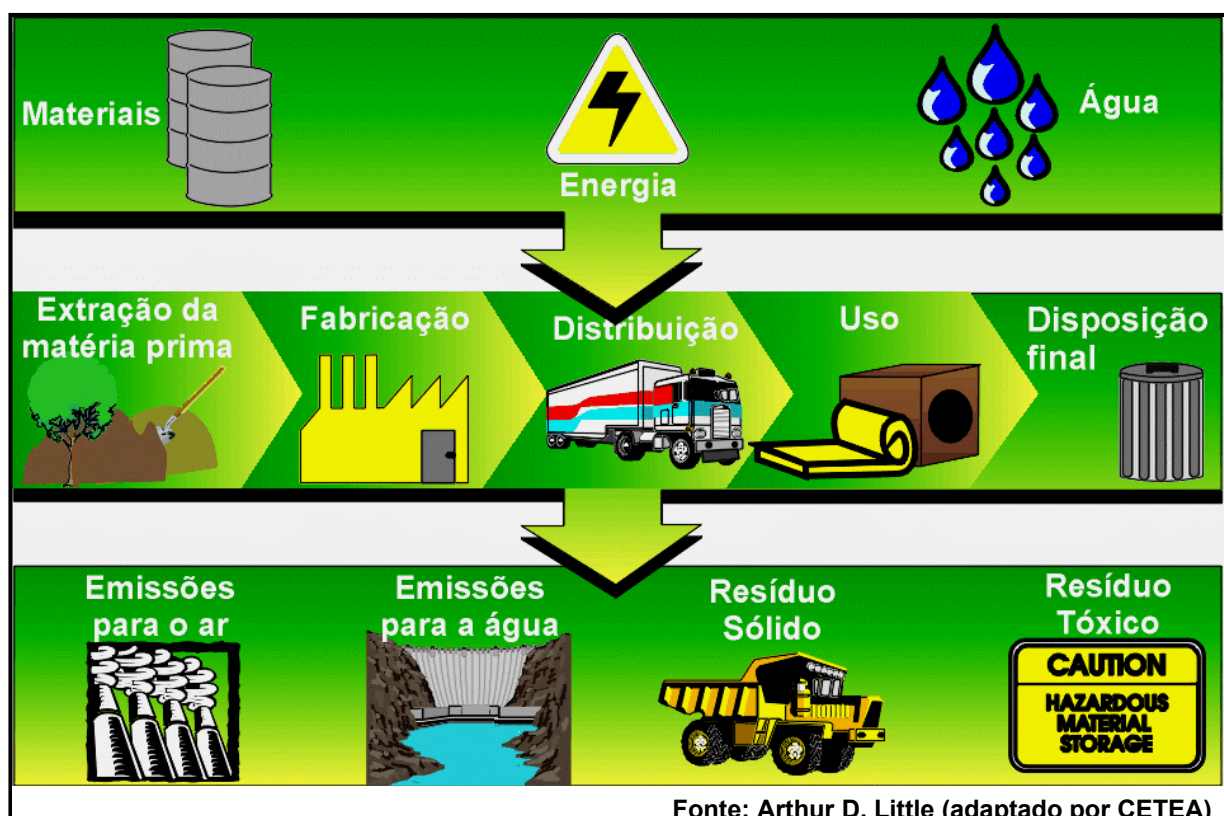 Materiais
Energia
Água
Extração da
matéria prima
Fabricação
Distribuição
Uso
Disposição
final
Emissões
para o ar
Emissões
para a água
Resíduo
Sólido
Resíduo
Tóxico
CAUTION
HAZARDOUS
MATERIAL
STORAGE
Fonte: Arthur D. Little (adaptado por CETEA)